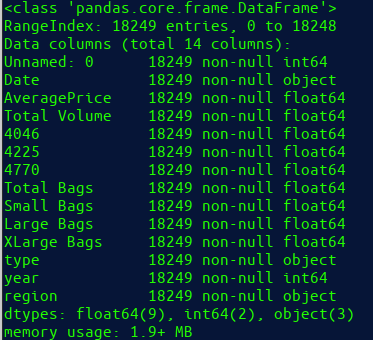 <class 'pandas.core.frame.DataFrame'>
RangeIndex: 18249 entries, 0 to 18248
Data columns (total 14 columns):
Unnamed: 0      18249 non-null int64
Date            18249 non-null object
AveragePrice    18249 non-null float64
Total Volume    18249 non-null float64
4046            18249 non-null float64
4225            18249 non-null float64
4770            18249 non-null float64
Total Bags      18249 non-null float64
Small Bags      18249 non-null float64
Large Bags      18249 non-null float64
XLarge Bags     18249 non-null float64
type            18249 non-null object
year            18249 non-null int64
region          18249 non-null object
dtypes: float64(9), int64(2), object(3)
memory usage: 1.9+ MB